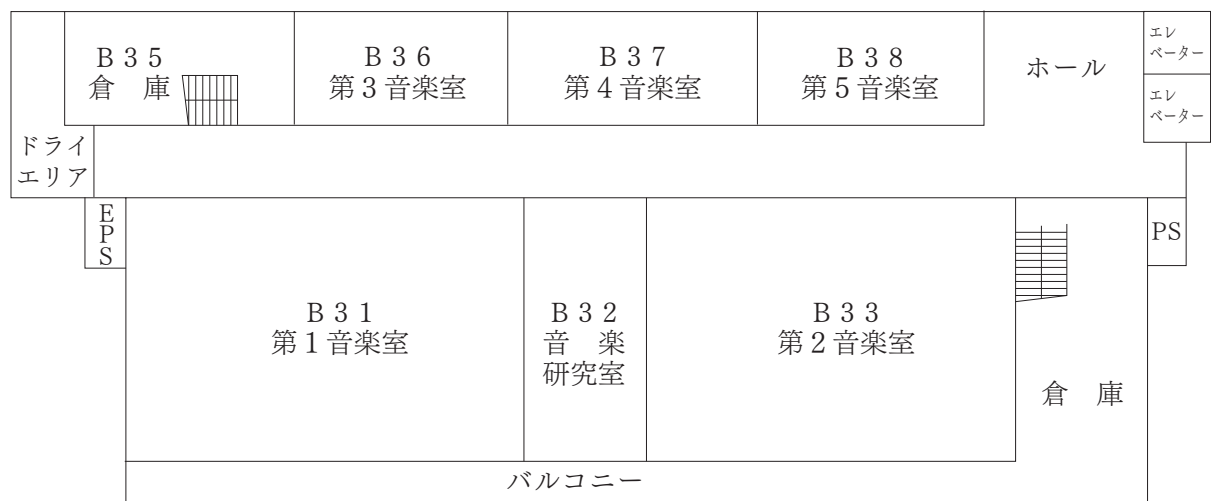 B35
倉　庫
B36
第3音楽室
B37
第4音楽室
B38
第5音楽室
ホール
エレ
ベーター
エレ
ベーター
ドライ
エリア
EPS
PS
B31
第1音楽室
B32
音　楽
研究室
B33
第2音楽室
倉　庫
バルコニー